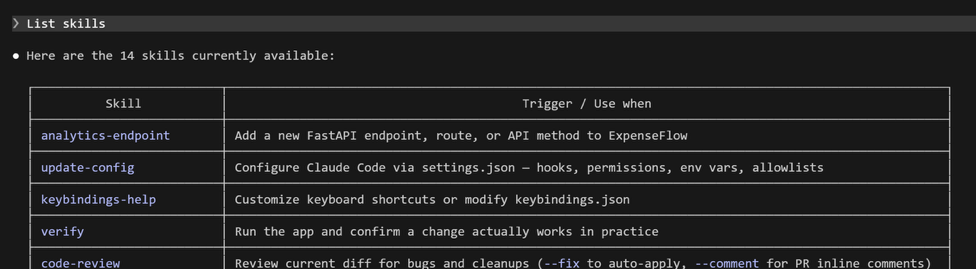 ❯ List skills
● Here are the 14 skills currently available:
Skill Trigger / Use when
analytics-endpoint Add a new FastAPI endpoint, route, or API method to ExpenseFlow
update-config Configure Claude Code via settings.json — hooks, permissions, env vars, allowlists
keybindings-help Customize keyboard shortcuts or modify keybindings.json
verify Run the app and confirm a change actually works in practice
code-review Review current diff for bugs and cleanups (--fix to auto-apply, --comment for PR inline comments)